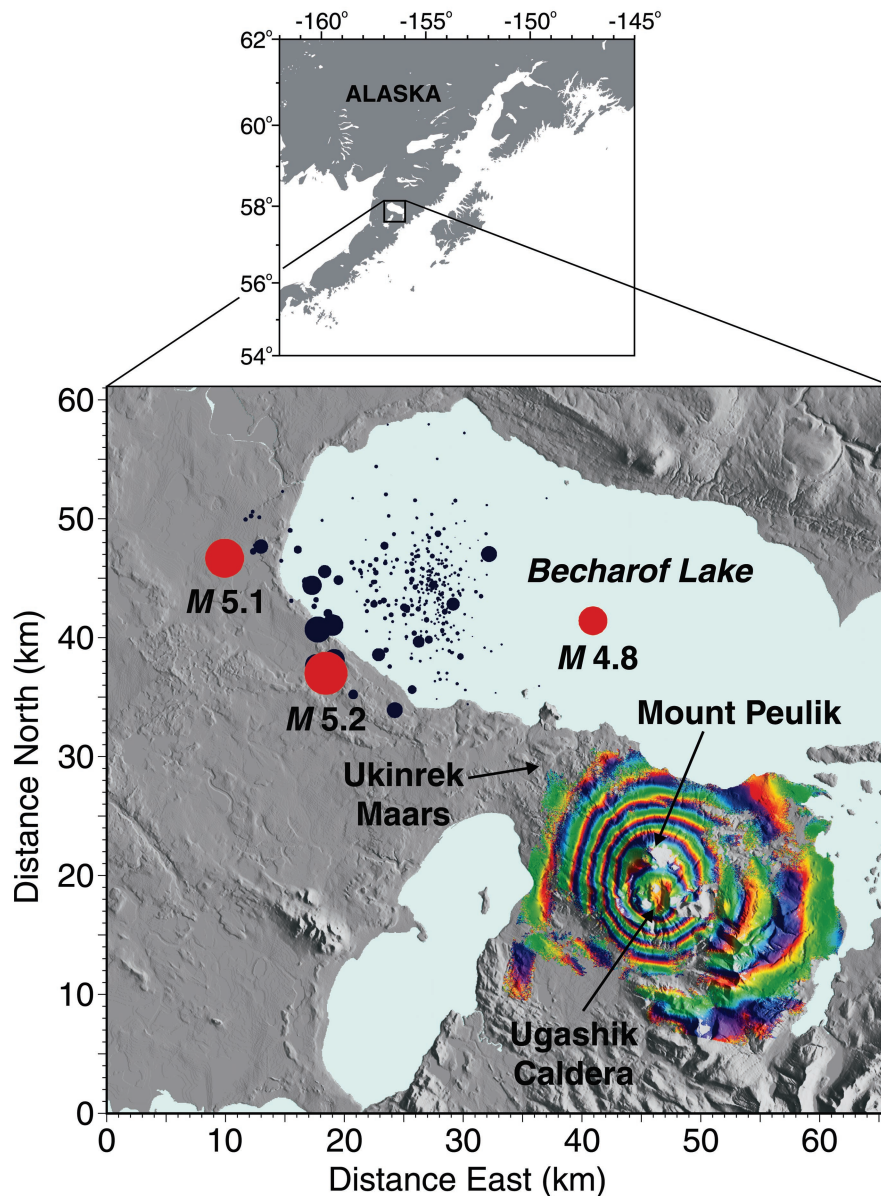 -160° -155° -150° -145°
62°
ALASKA
60°
58°
56°
54°
60
50
Becharof Lake
M 5.1
40
M 4.8
M 5.2
Mount Peulik
30
Ukinrek
Maars
20
10
Ugashik
Caldera
0
0 10 20 30 40 50 60
Distance East (km)
Distance North (km)